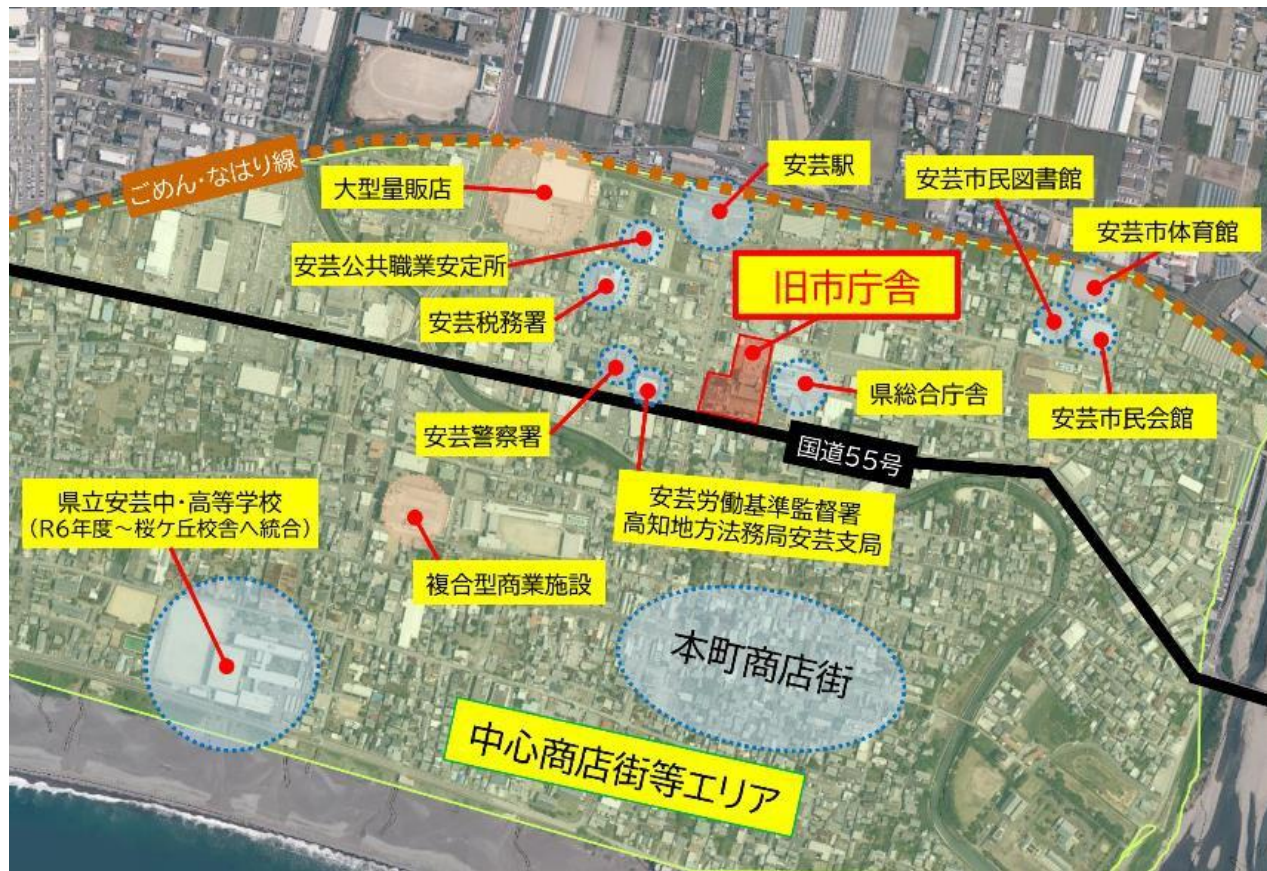 ごめん・なはり線
大型量販店
安芸駅
安芸市民図書館
安芸市体育館
安芸公共職業安定所
旧市庁舎
安芸税務署
県総合庁舎
安芸市民会館
安芸警察署
国道55号
安芸労働基準監督署
高知地方法務局安芸支局
県立安芸中・高等学校
(R6年度～桜ケ丘校舎へ統合)
複合型商業施設
本町商店街
中心商店街等エリア